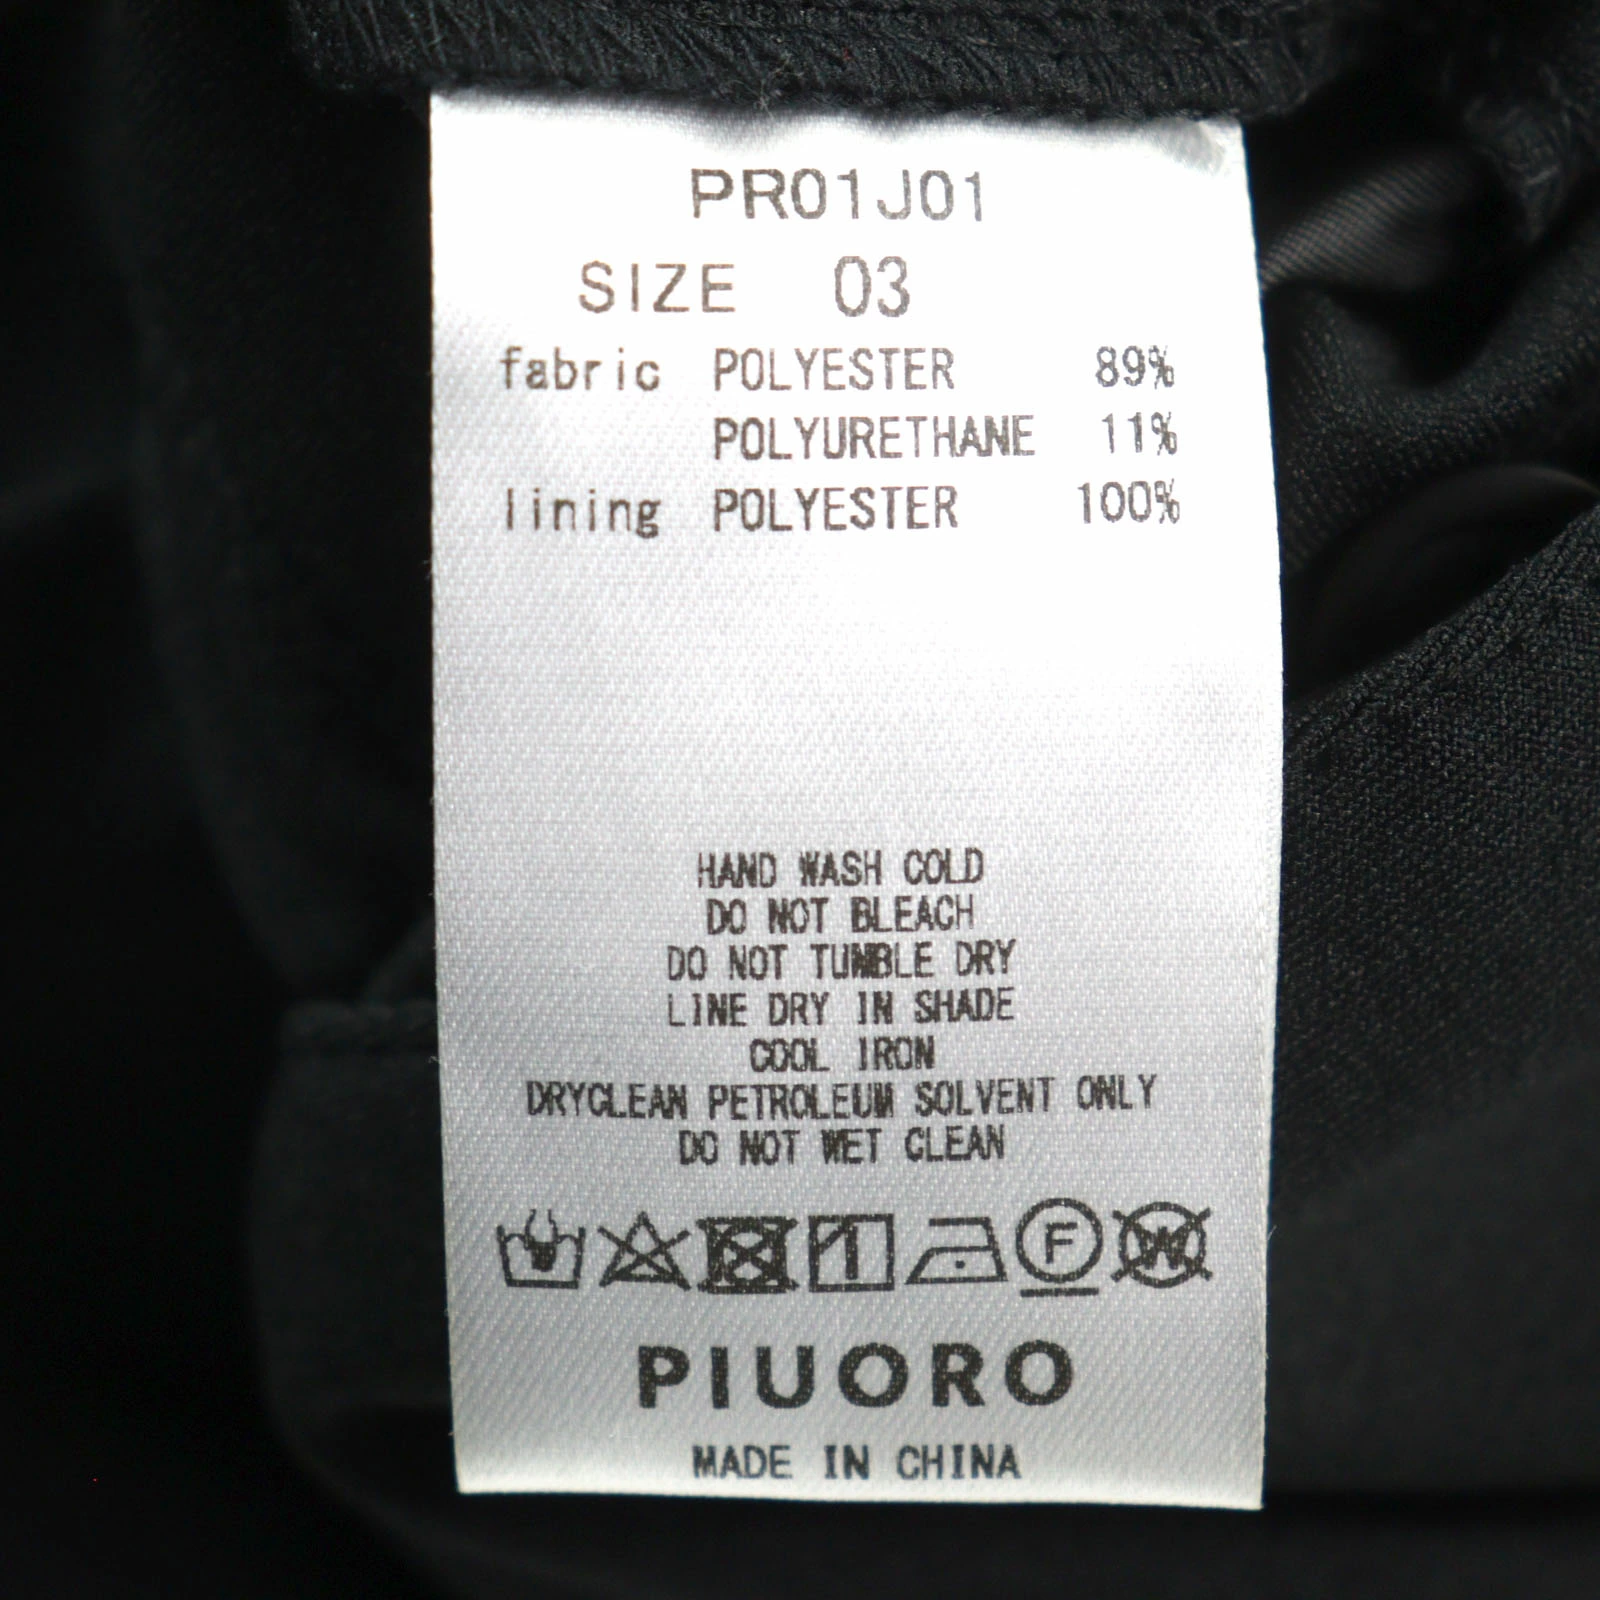 PR01J01
SIZE 03
fabric POLYESTER 89%
POLYURETHANE 11%
lining POLYESTER 100%
HAND WASH COLD
DO NOT BLEACH
DO NOT TUMBLE DRY
LINE DRY IN SHADE
COOL IRON
DRYCLEAN PETROLEUM SOLVENT ONLY
DO NOT WET CLEAN
F W
PIUORO
MADE IN CHINA